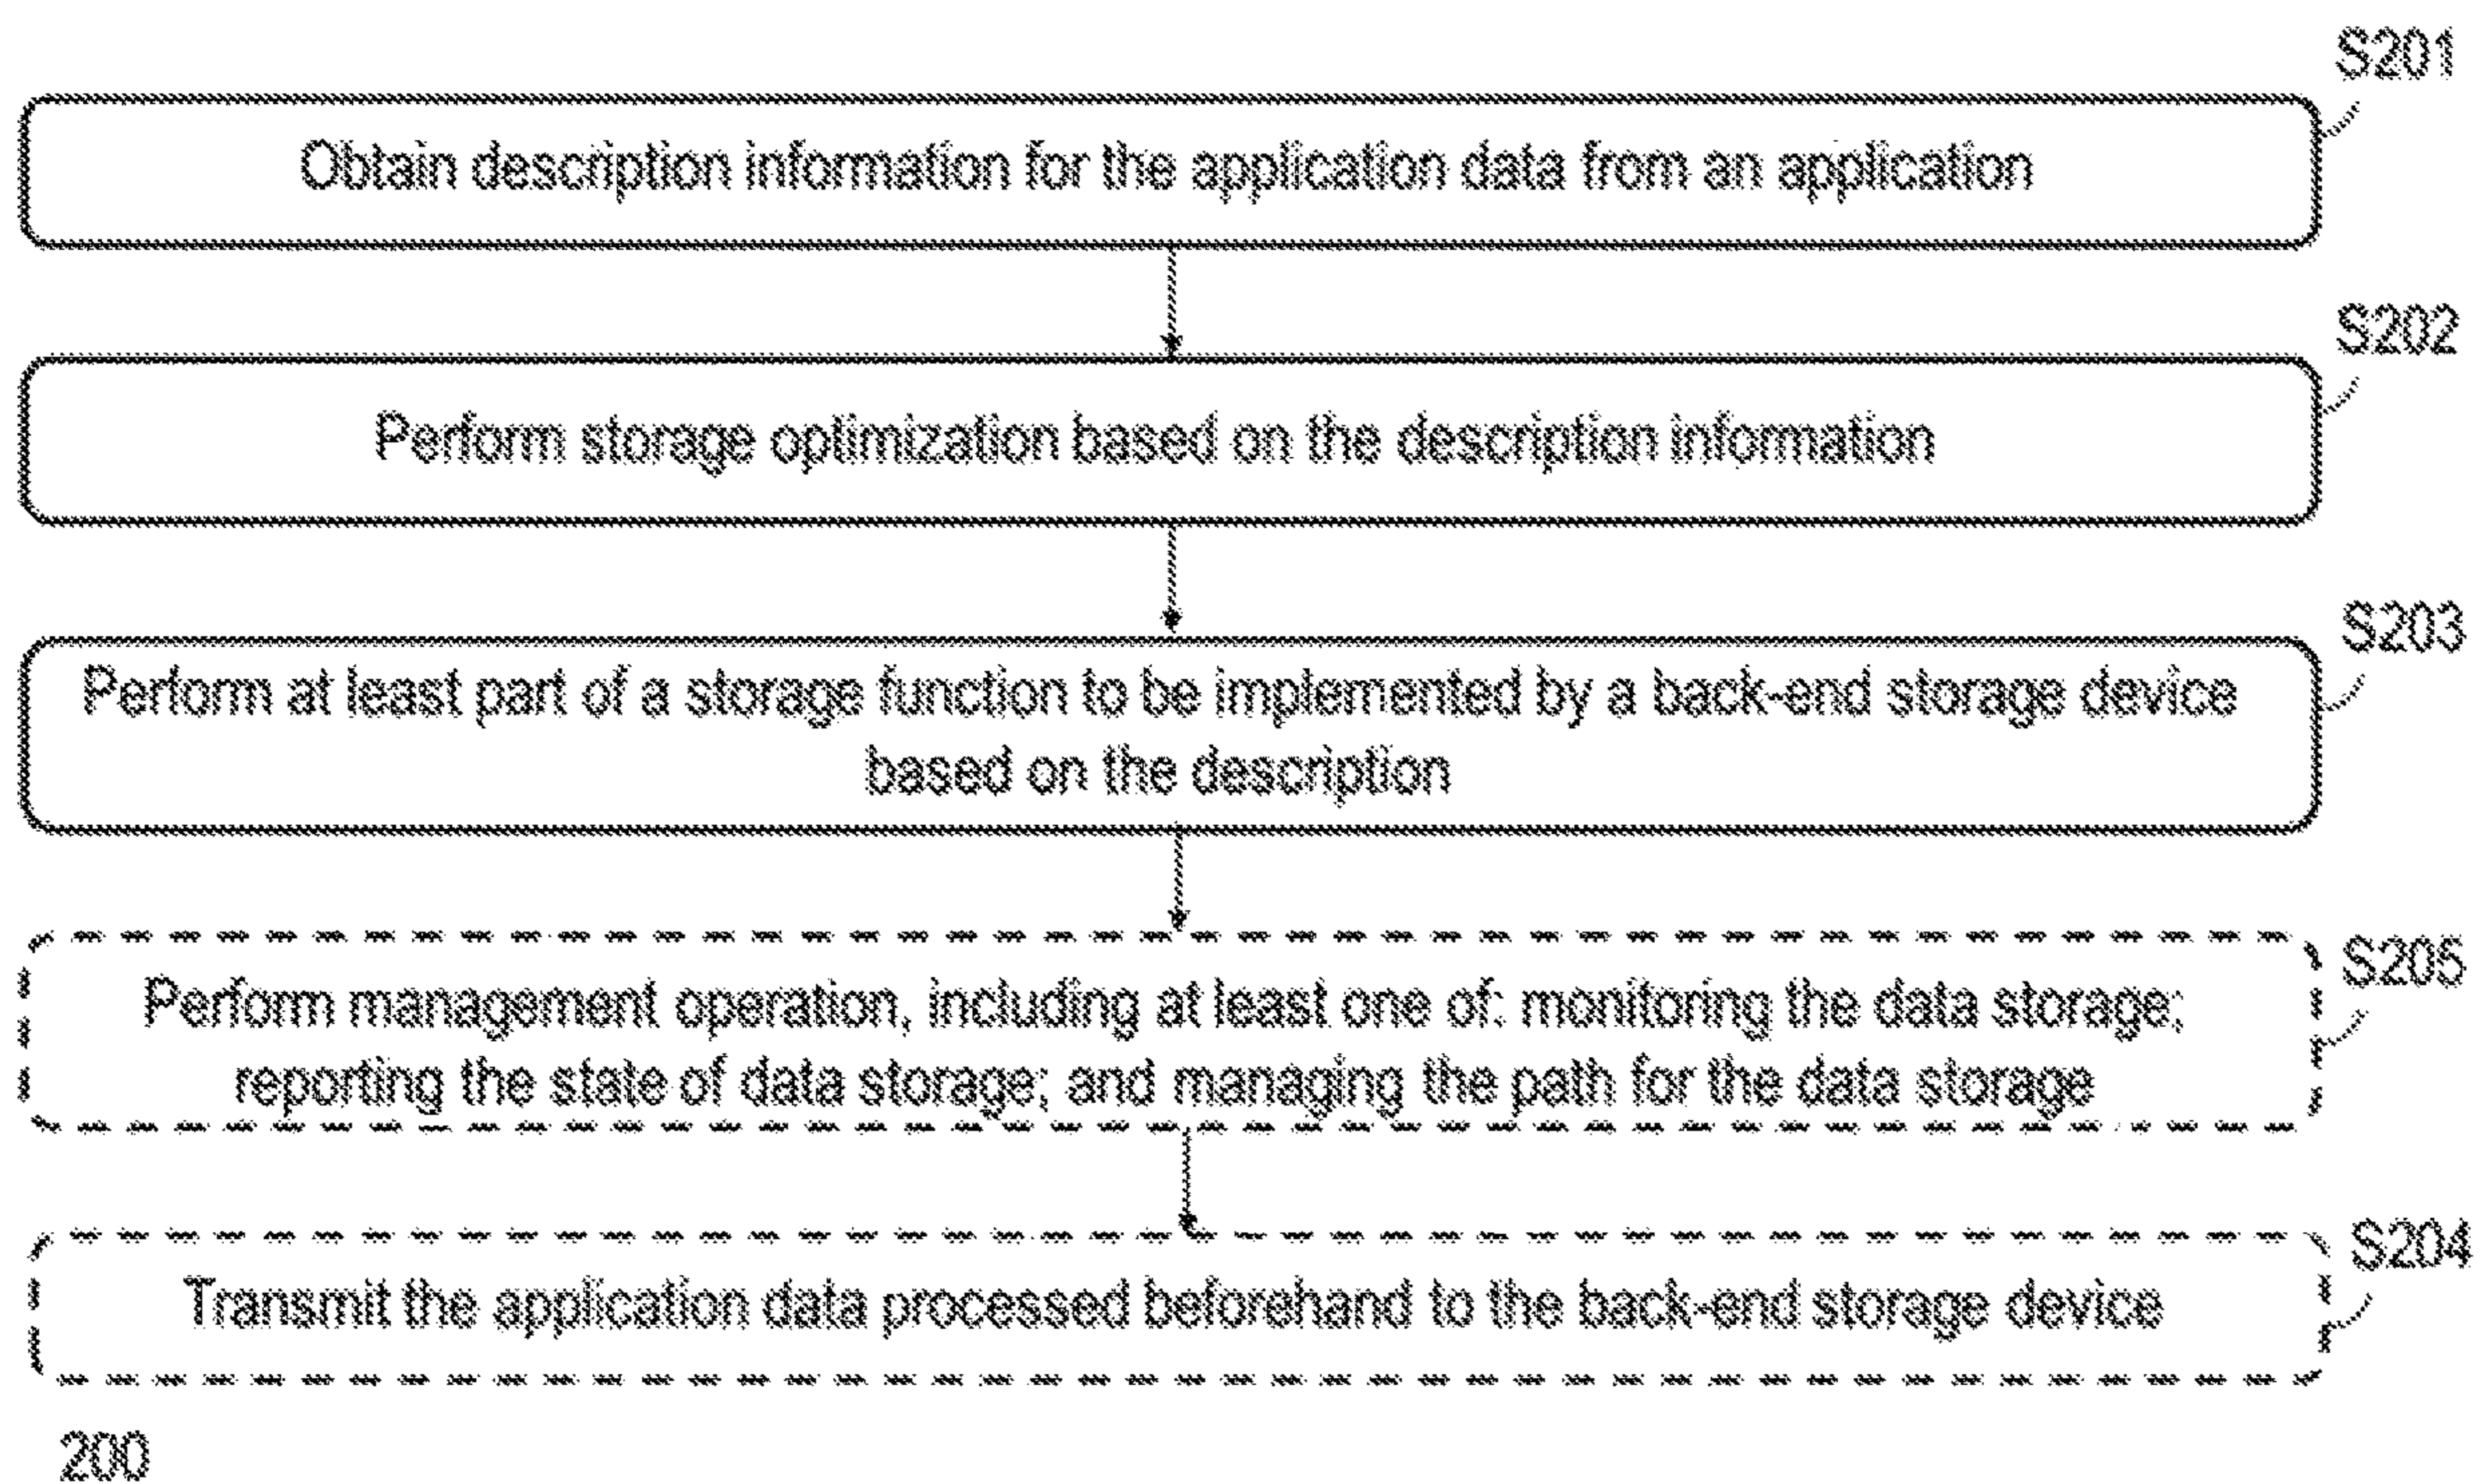 S201
Obtain description information for the application data from an application
S202
Perform storage optimization based on the description information
S203
Perform at least part of a storage function to be implemented by a back-end storage device
based on the description
S205
Perform management operation, including at least one of: monitoring the data storage;
reporting the state of data storage; and managing the path for the data storage
S204
Transmit the application data processed beforehand to the back-end storage device
200